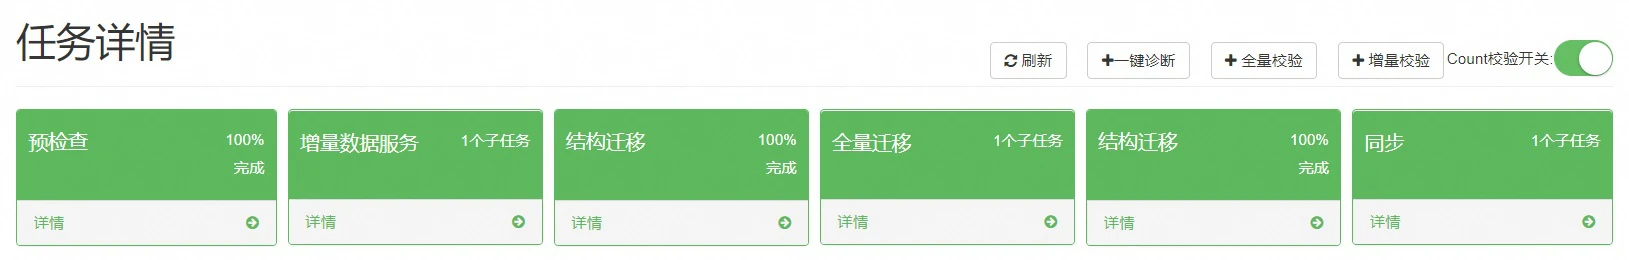 任务详情
刷新 一键诊断 全量校验 增量校验 Count校验开关:
预检查 100% 完成
详情
增量数据服务 1个子任务
详情
结构迁移 100% 完成
详情
全量迁移 1个子任务
详情
结构迁移 100% 完成
详情
同步 1个子任务
详情